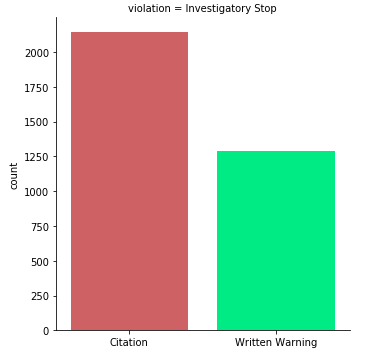 violation = Investigatory Stop
count
2000
1750
1500
1250
1000
750
500
250
0
Citation
Written Warning